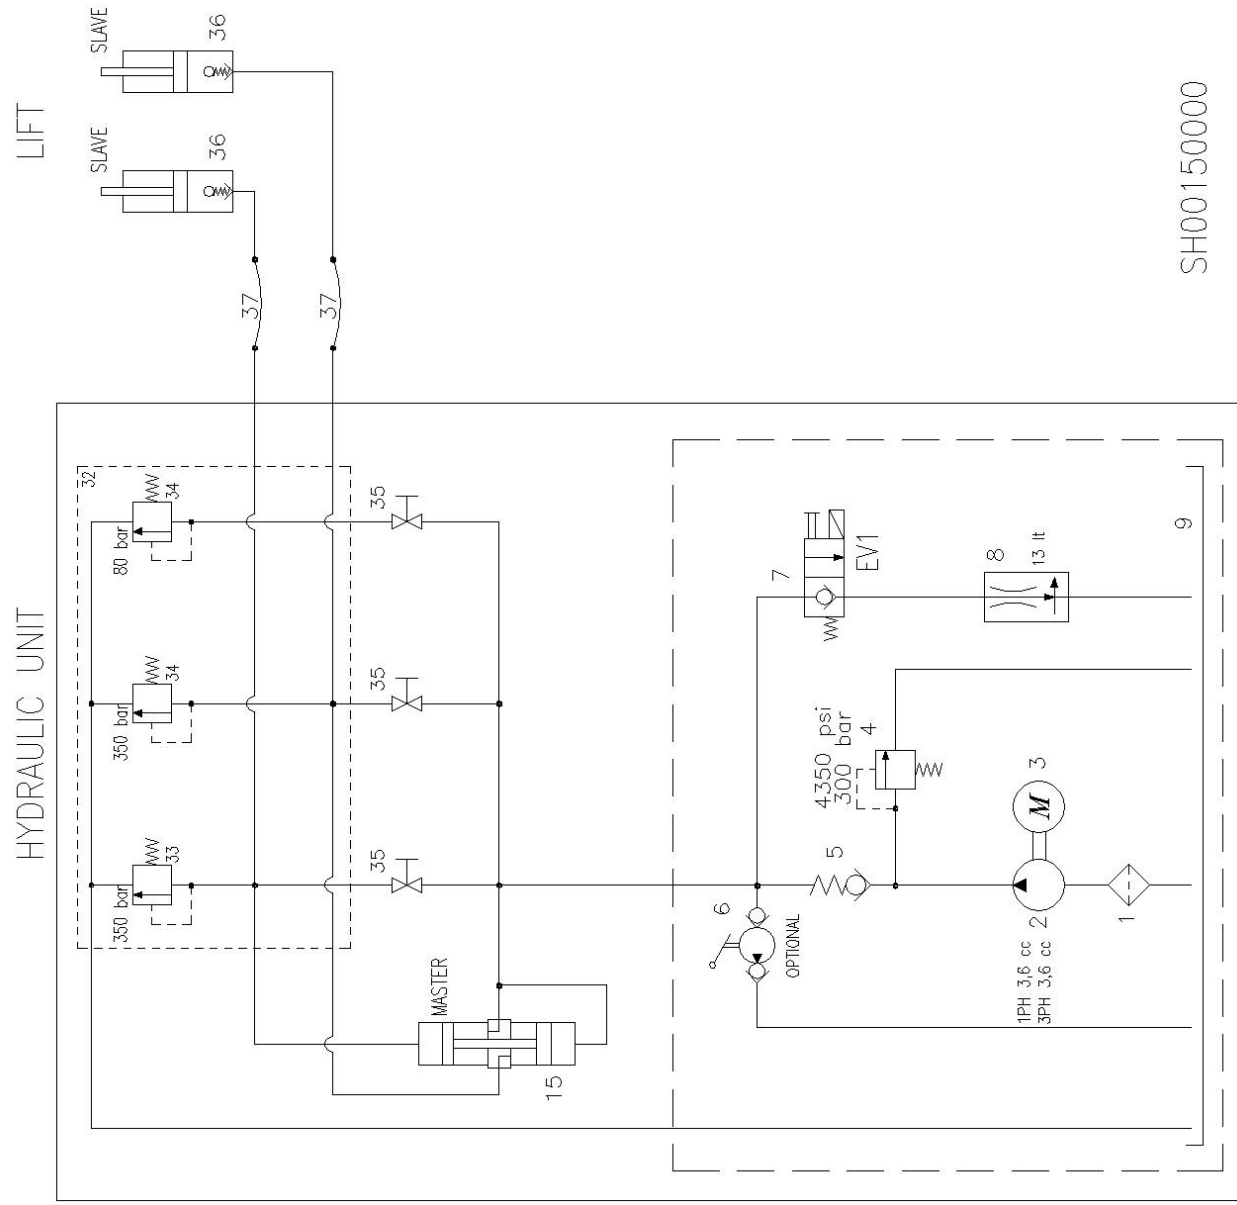 LIFT
SLAVE
36
SLAVE
36
37
37
SH00150000
HYDRAULIC UNIT
32
34
80 bar
34
350 bar
33
350 bar
35
35
35
MASTER
15
7
EV1
8
13 lt
9
4350 psi
300 bar
4
5
6
OPTIONAL
M
3
2
1
1PH 3,6 cc
3PH 3,6 cc